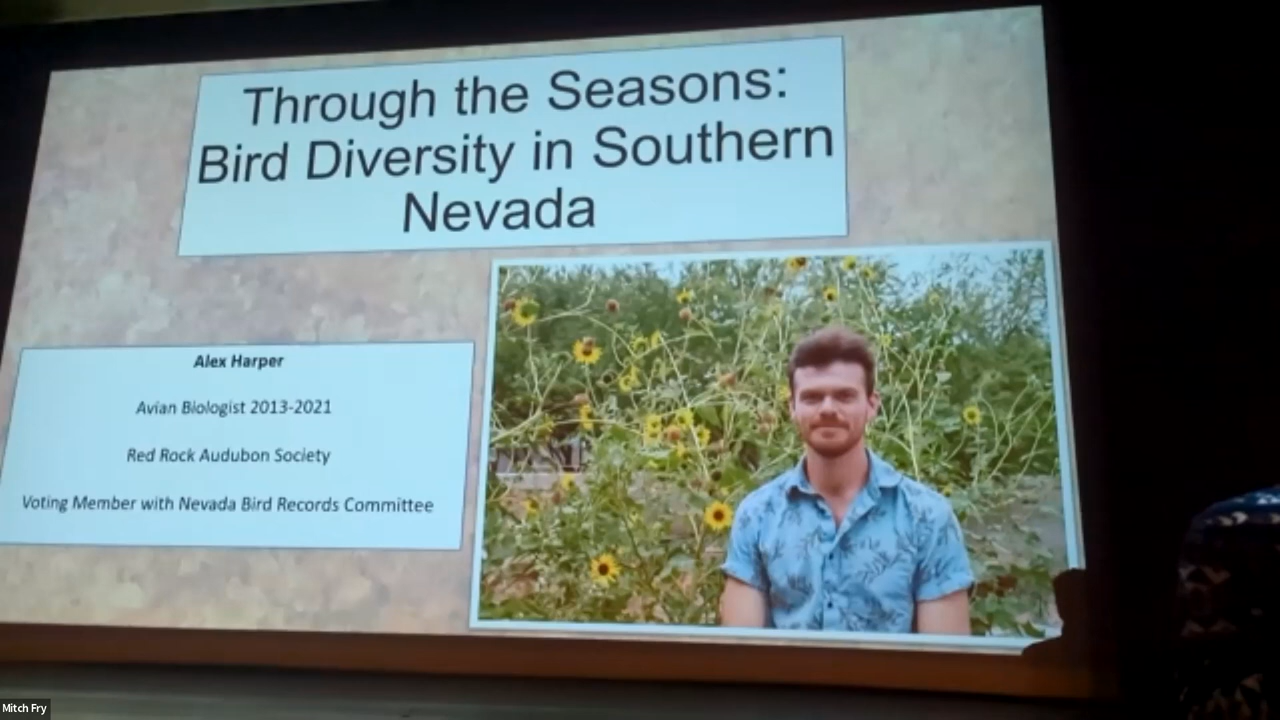 Through the Seasons:
Bird Diversity in Southern
Nevada
Alex Harper
Avian Biologist 2013-2021
Red Rock Audubon Society
Voting Member with Nevada Bird Records Committee
Mitch Fry